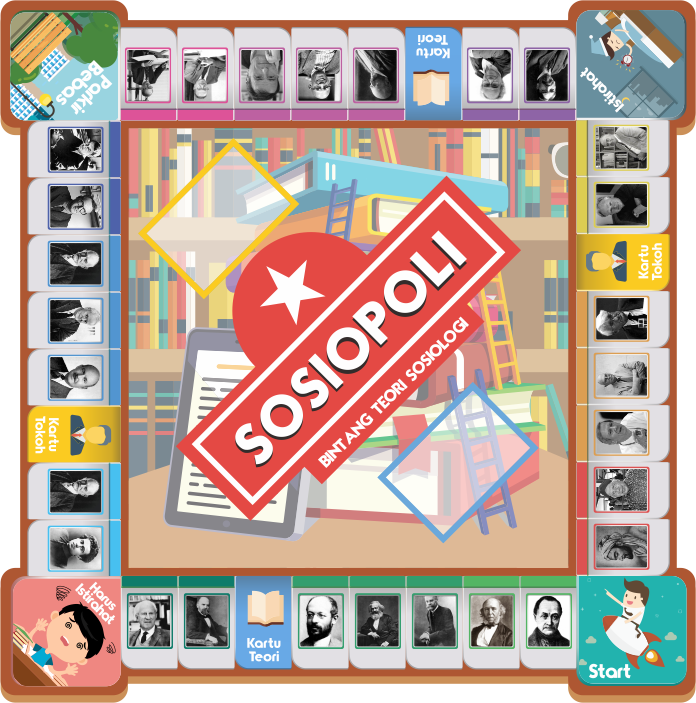 Parkir
Bebas
Kartu
Teori
Istirahat
Kartu
Tokoh
SOSIOPOLI
BINTANG TEORI SOSIOLOGI
Kartu
Tokoh
Harus
Istirahat
Kartu
Teori
Start